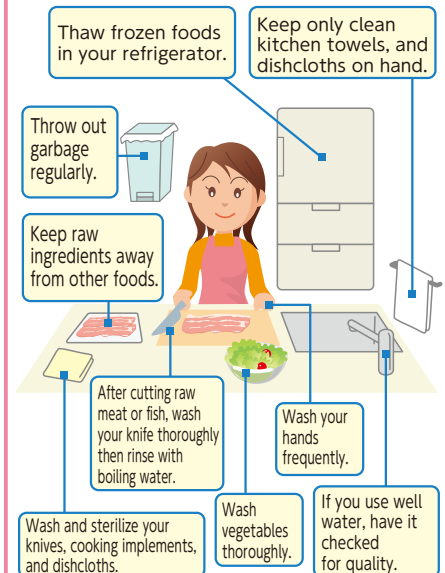 Thaw frozen foods
in your refrigerator.
Keep only clean
kitchen towels, and
dishcloths on hand.
Throw out
garbage
regularly.
Keep raw
ingredients away
from other foods.
After cutting raw
meat or fish, wash
your knife thoroughly
then rinse with
boiling water.
Wash your
hands
frequently.
Wash and sterilize your
knives, cooking implements,
and dishcloths.
Wash
vegetables
thoroughly.
If you use well
water, have it
checked
for quality.